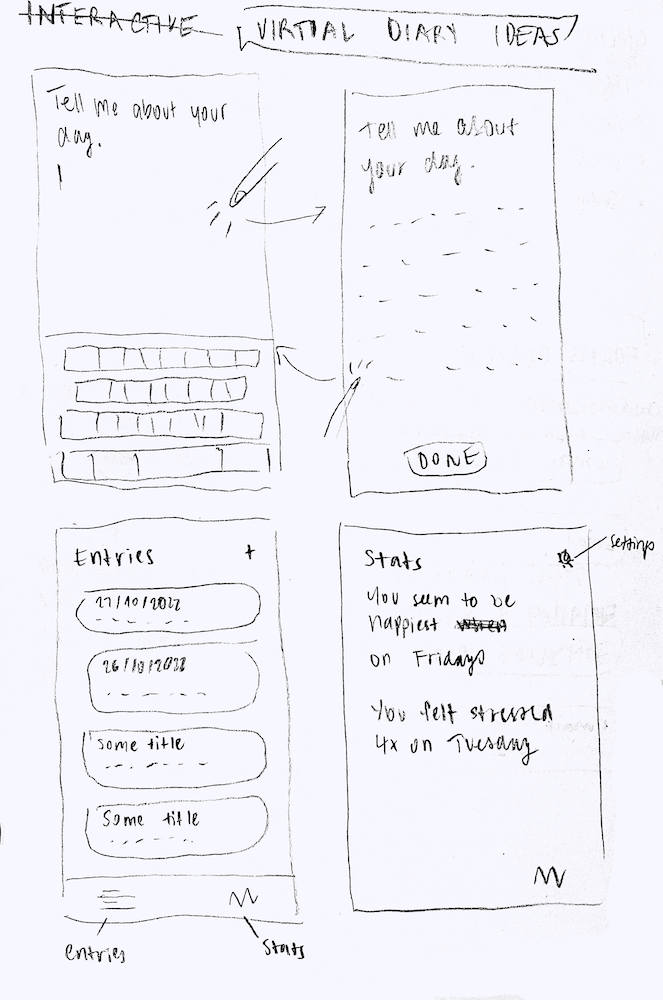 INTERACTIVE
VIRTUAL DIARY IDEAS
Tell me about your
day.
Tell me about
your day.
DONE
Entries +
27/10/2022
26/10/2022
Some title
Some title
entries
stats
Stats
settings
You seem to be
happiest
on Fridays
You felt stressed
4x on Tuesday